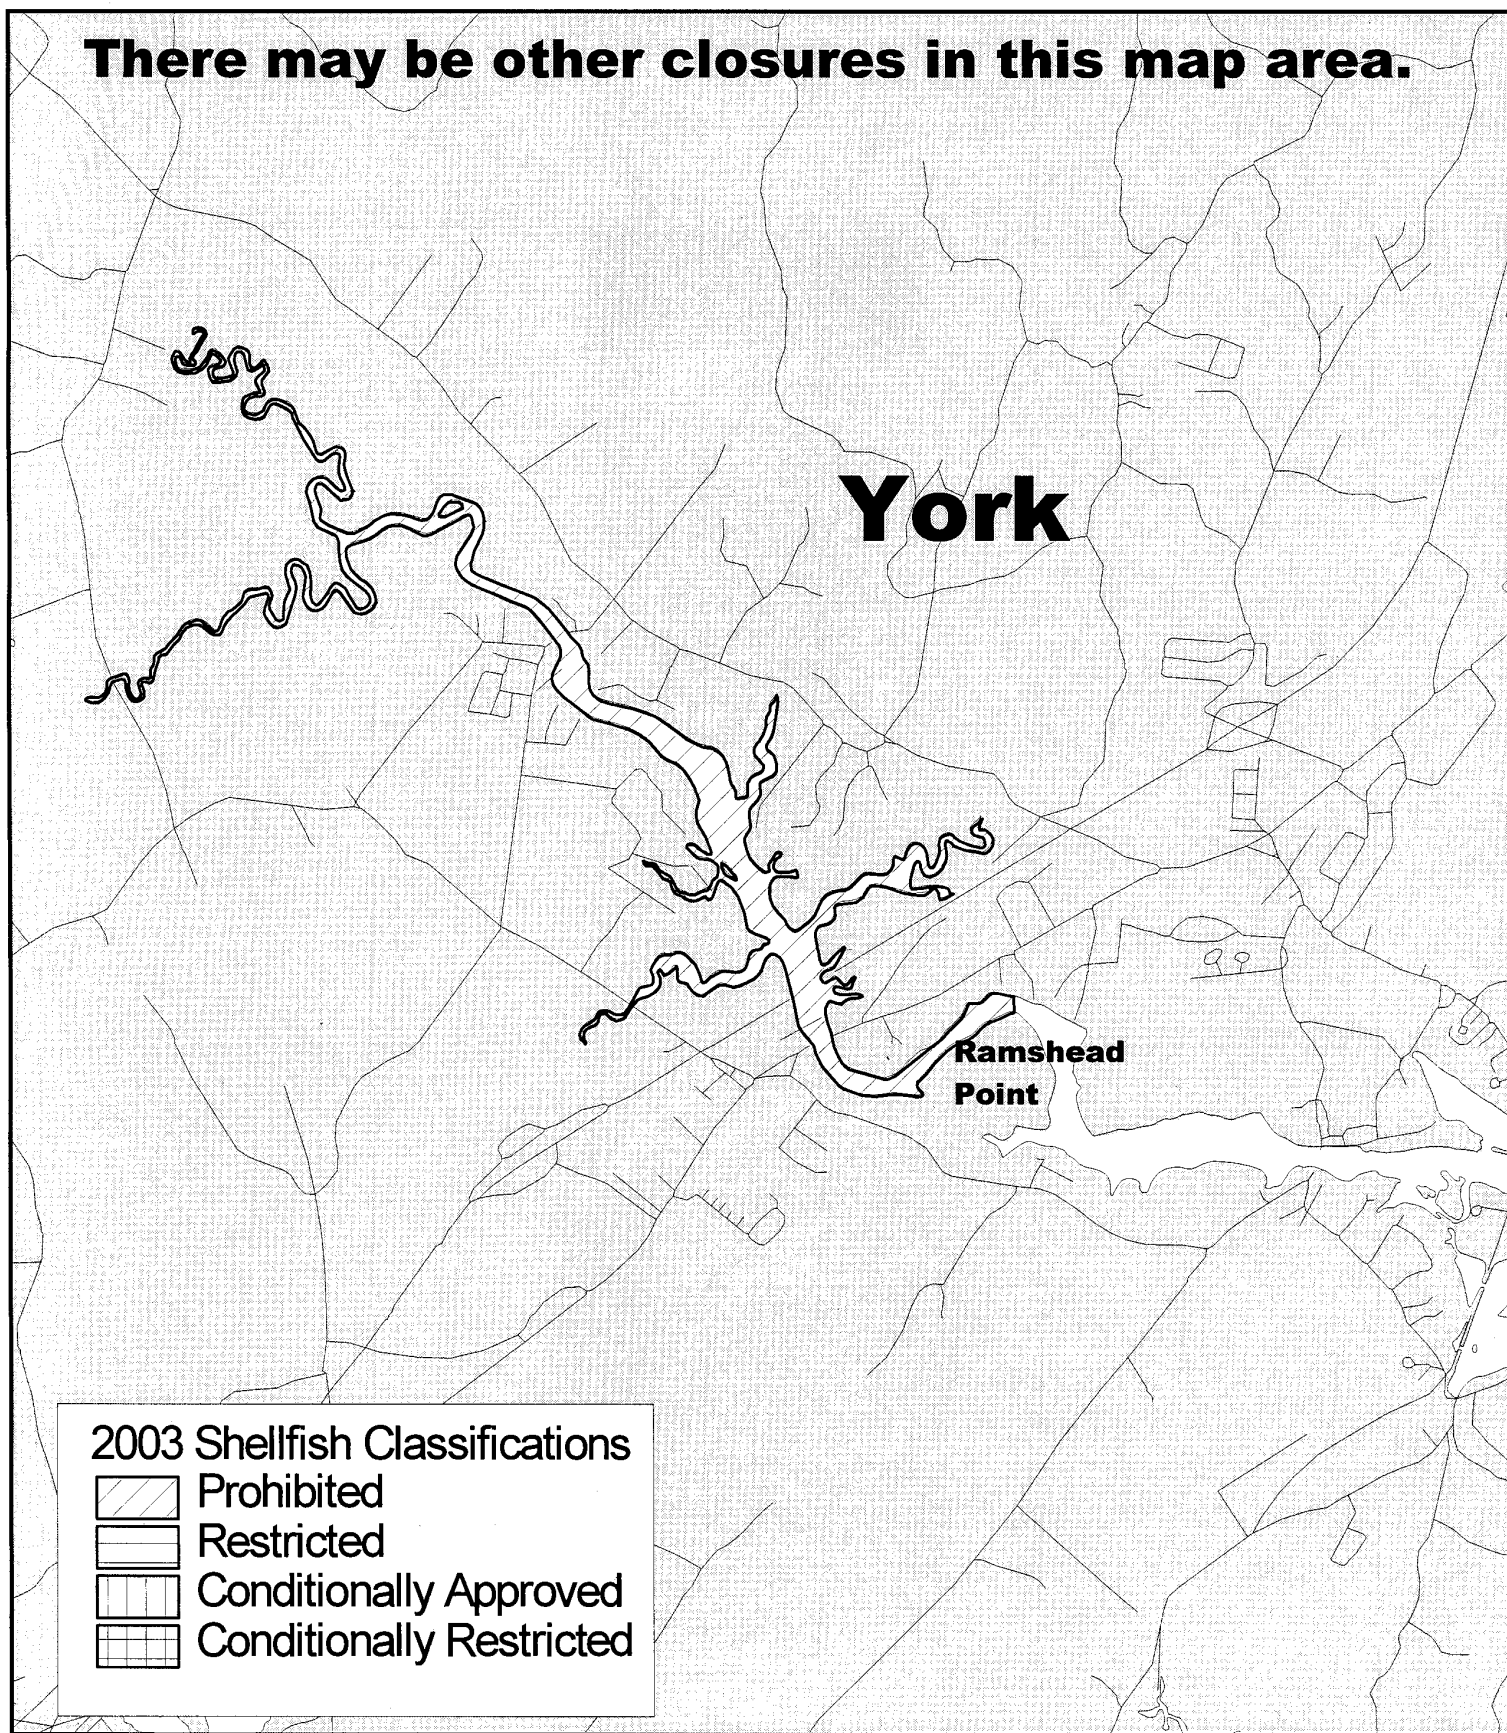 There may be other closures in this map area.
York
Ramshead
Point
2003 Shellfish Classifications
Prohibited
Restricted
Conditionally Approved
Conditionally Restricted